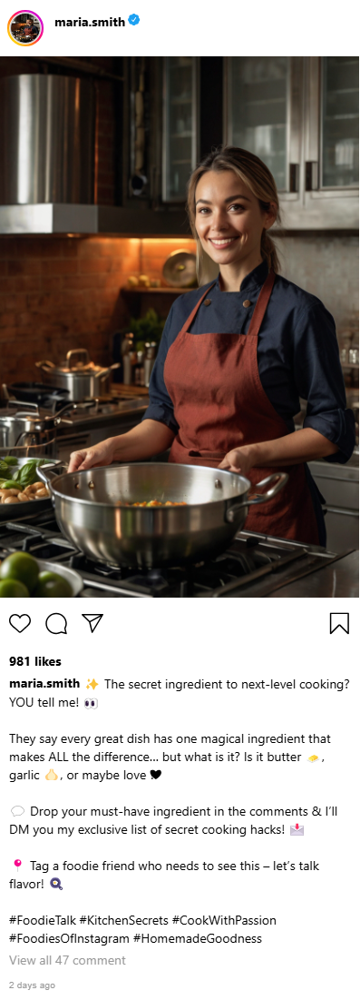 maria.smith
981 likes
maria.smith ✨ The secret ingredient to next-level cooking?
YOU tell me! 👀
They say every great dish has one magical ingredient that
makes ALL the difference... but what is it? Is it butter 🧈,
garlic 🧄, or maybe love 🖤
💬 Drop your must-have ingredient in the comments & I'll
DM you my exclusive list of secret cooking hacks! 📩
📍 Tag a foodie friend who needs to see this – let's talk
flavor! 🍳
#FoodieTalk #KitchenSecrets #CookWithPassion
#FoodiesOfInstagram #HomemadeGoodness
View all 47 comment
2 days ago